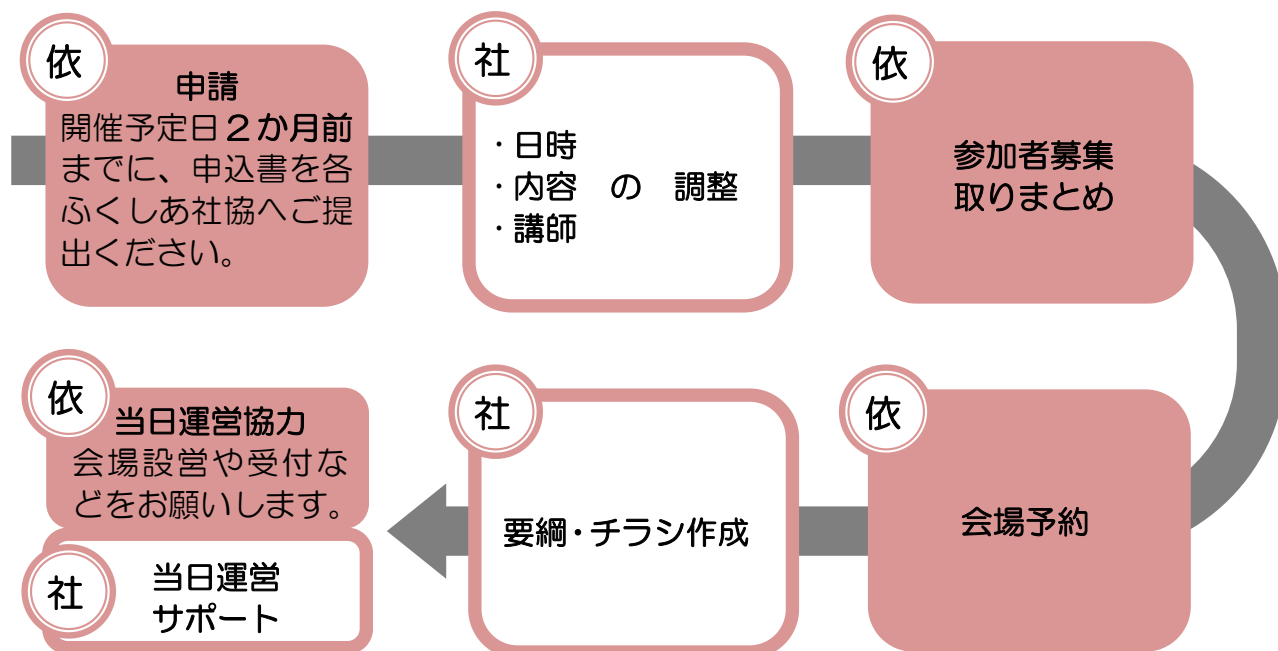 依
申請
開催予定日２か月前
までに、申込書を各
ふくしあ社協へご提
出ください。
社
・日時
・内容　の　調整
・講師
依
参加者募集
取りまとめ
依
会場予約
社
要綱・チラシ作成
依
当日運営協力
会場設営や受付な
どをお願いします。
社
当日運営
サポート